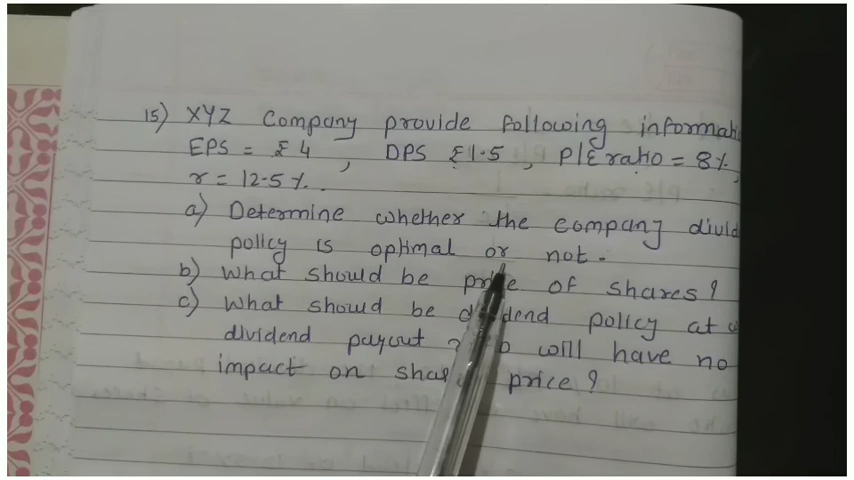 15) XYZ Company provide following informati
EPS = ₹ 4 , DPS ₹1.5 , P/E ratio = 8%,
r = 12.5%.
a) Determine whether the company divid
policy is optimal or not.
b) What should be price of shares?
c) What should be dividend policy at w
dividend payout will have no
impact on share price?